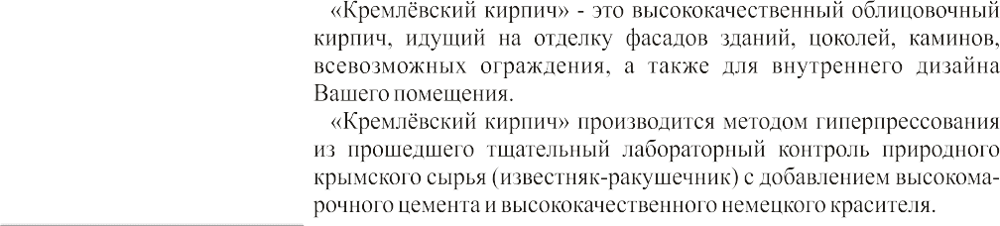 «Кремлёвский кирпич» - это высококачественный облицовочный
кирпич, идущий на отделку фасадов зданий, цоколей, каминов,
всевозможных ограждения, а также для внутреннего дизайна
Вашего помещения.
«Кремлёвский кирпич» производится методом гиперпрессования
из прошедшего тщательный лабораторный контроль природного
крымского сырья (известняк-ракушечник) с добавлением высокома-
рочного цемента и высококачественного немецкого красителя.